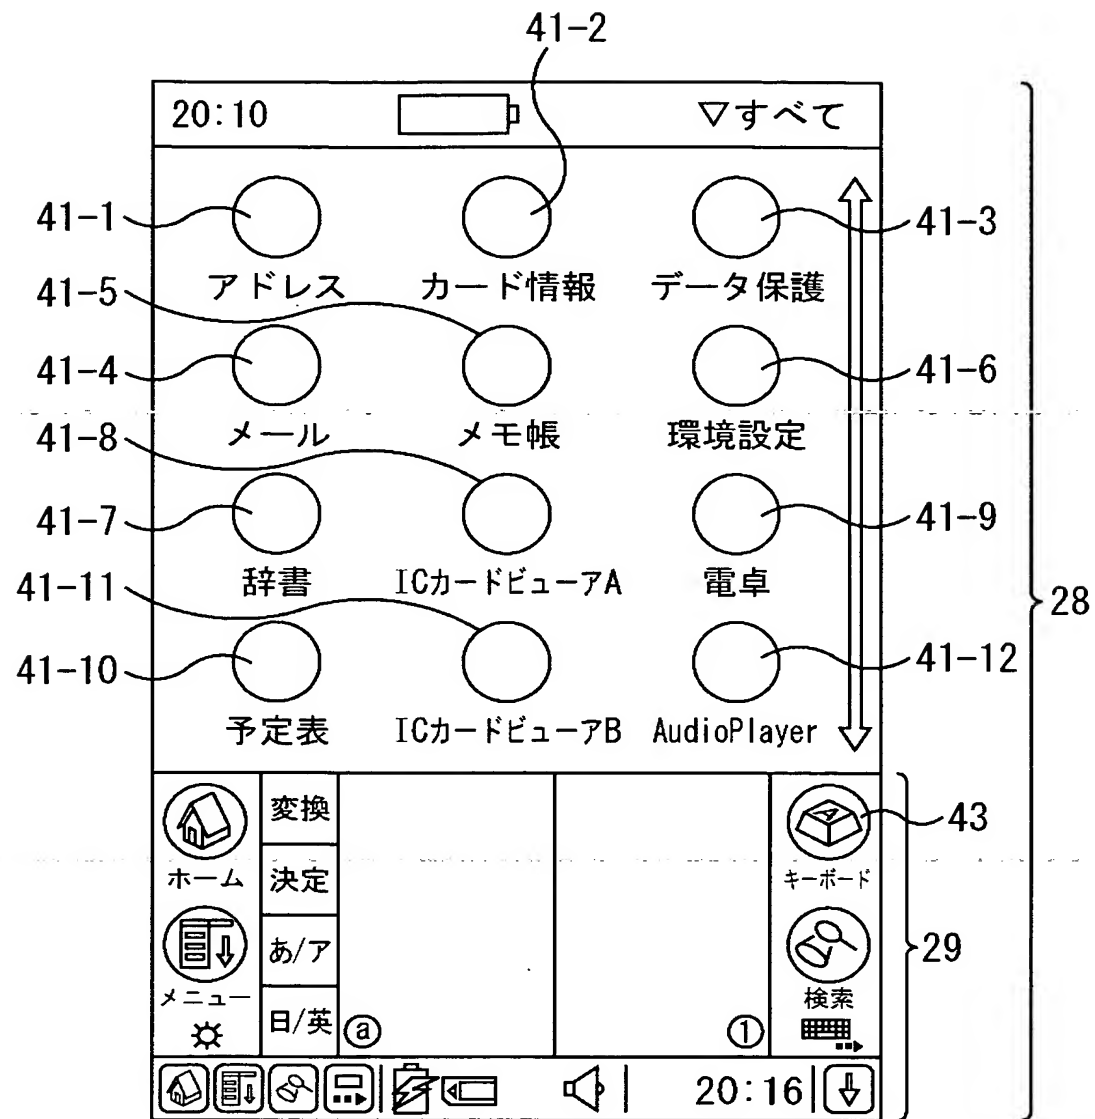 41-2
20:10 ▽すべて
41-1 41-3
アドレス カード情報 データ保護
41-5
41-4 41-6
メール メモ帳 環境設定
41-8
41-7 41-9
辞書 ICカードビューアA 電卓
41-11
28
41-10 41-12
予定表 ICカードビューアB AudioPlayer
変換
A
43
ホーム 決定 キーボード
あ/ア
29
メニュー 検索
日/英 ⓐ ①
20:16